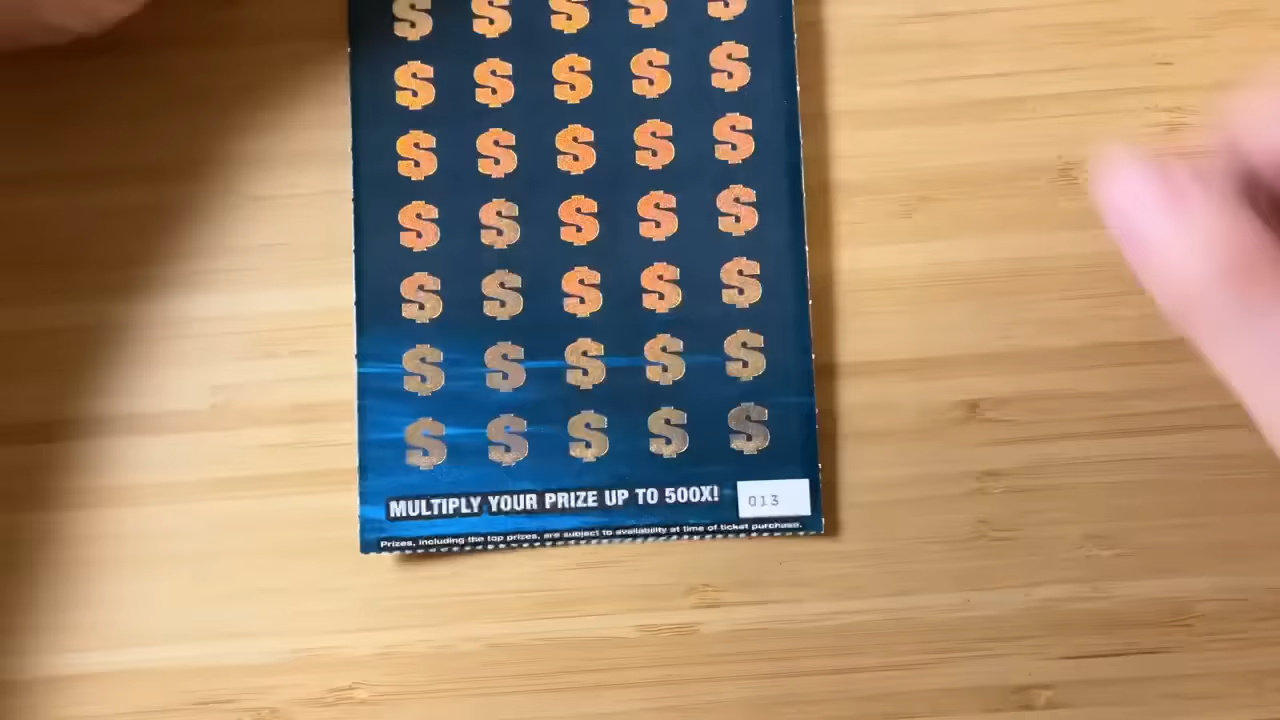 $ $ $ $ $
$ $ $ $ $
$ $ $ $ $
$ $ $ $ $
$ $ $ $ $
$ $ $ $ $
$ $ $ $ $
MULTIPLY YOUR PRIZE UP TO 500X! 013
Prizes, including the top prizes, are subject to availability at time of ticket purchase.